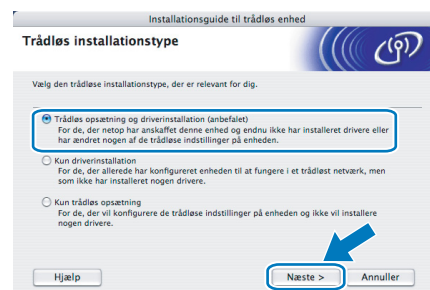 Installationsguide til trådløs enhed
Trådløs installationstype
Vælg den trådløse installationstype, der er relevant for dig.
Trådløs opsætning og driverinstallation (anbefalet)
For de, der netop har anskaffet denne enhed og endnu ikke har installeret drivere eller
har ændret nogen af de trådløse indstillinger på enheden.
Kun driverinstallation
For de, der allerede har konfigureret enheden til at fungere i et trådløst netværk, men
som ikke har installeret nogen drivere.
Kun trådløs opsætning
For de, der vil konfigurere de trådløse indstillinger på enheden og ikke vil installere
nogen drivere.
Hjælp
Næste >
Annuller